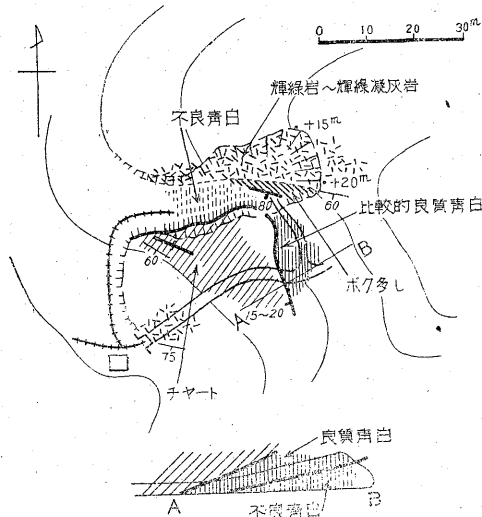 0 10 20 30m
輝緑岩～輝緑凝灰岩
不良青白
+15m
+20m
80
60
比較的良質青白
B
60
ボク多し
A
15~20
75
チャート
良質青白
A
不良青白
B